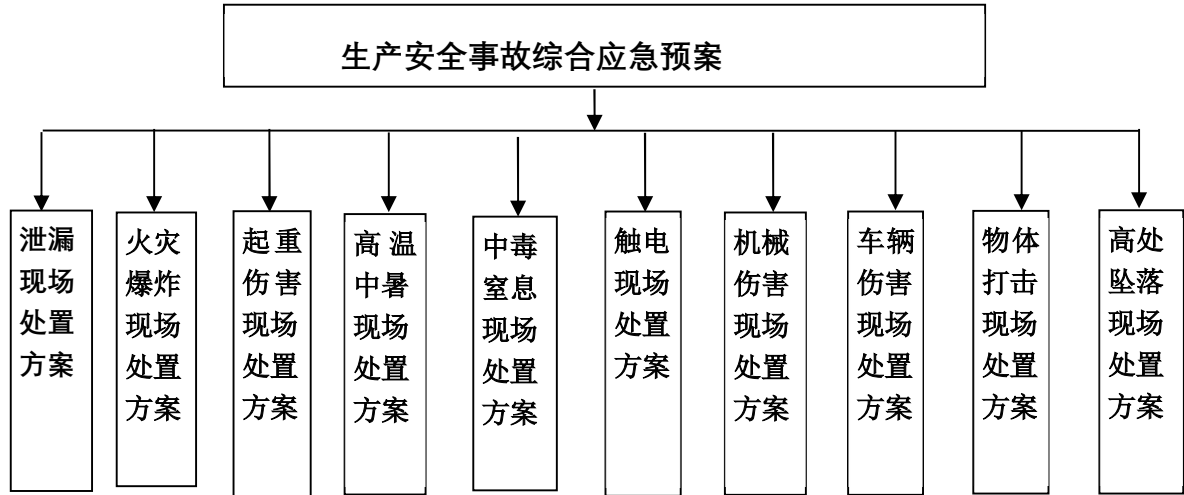 生产安全事故综合应急预案
泄漏
现场
处置
方案
火灾
爆炸
现场
处置
方案
起重
伤害
现场
处置
方案
高温
中暑
现场
处置
方案
中毒
窒息
现场
处置
方案
触电
现场
处置
方案
机械
伤害
现场
处置
方案
车辆
伤害
现场
处置
方案
物体
打击
现场
处置
方案
高处
坠落
现场
处置
方案